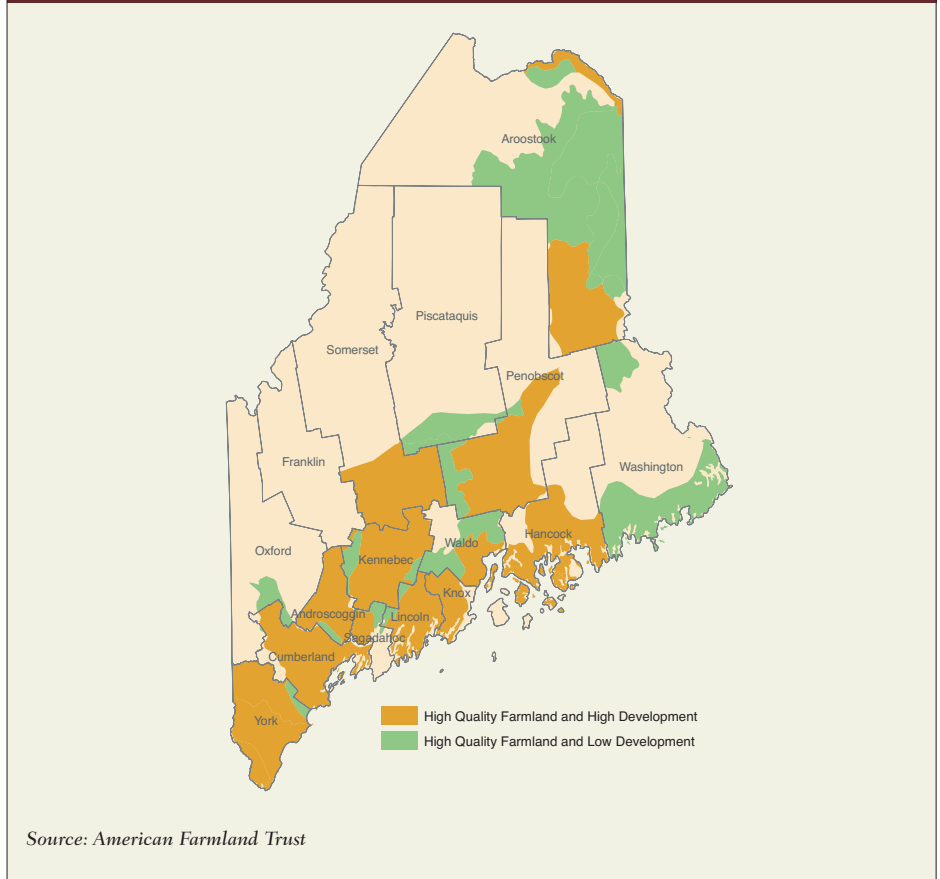 Aroostook
Piscataquis
Somerset
Penobscot
Franklin
Washington
Hancock
Waldo
Oxford
Kennebec
Knox
Androscoggin
Lincoln
Sagadahoc
Cumberland
York
High Quality Farmland and High Development
High Quality Farmland and Low Development
Source: American Farmland Trust